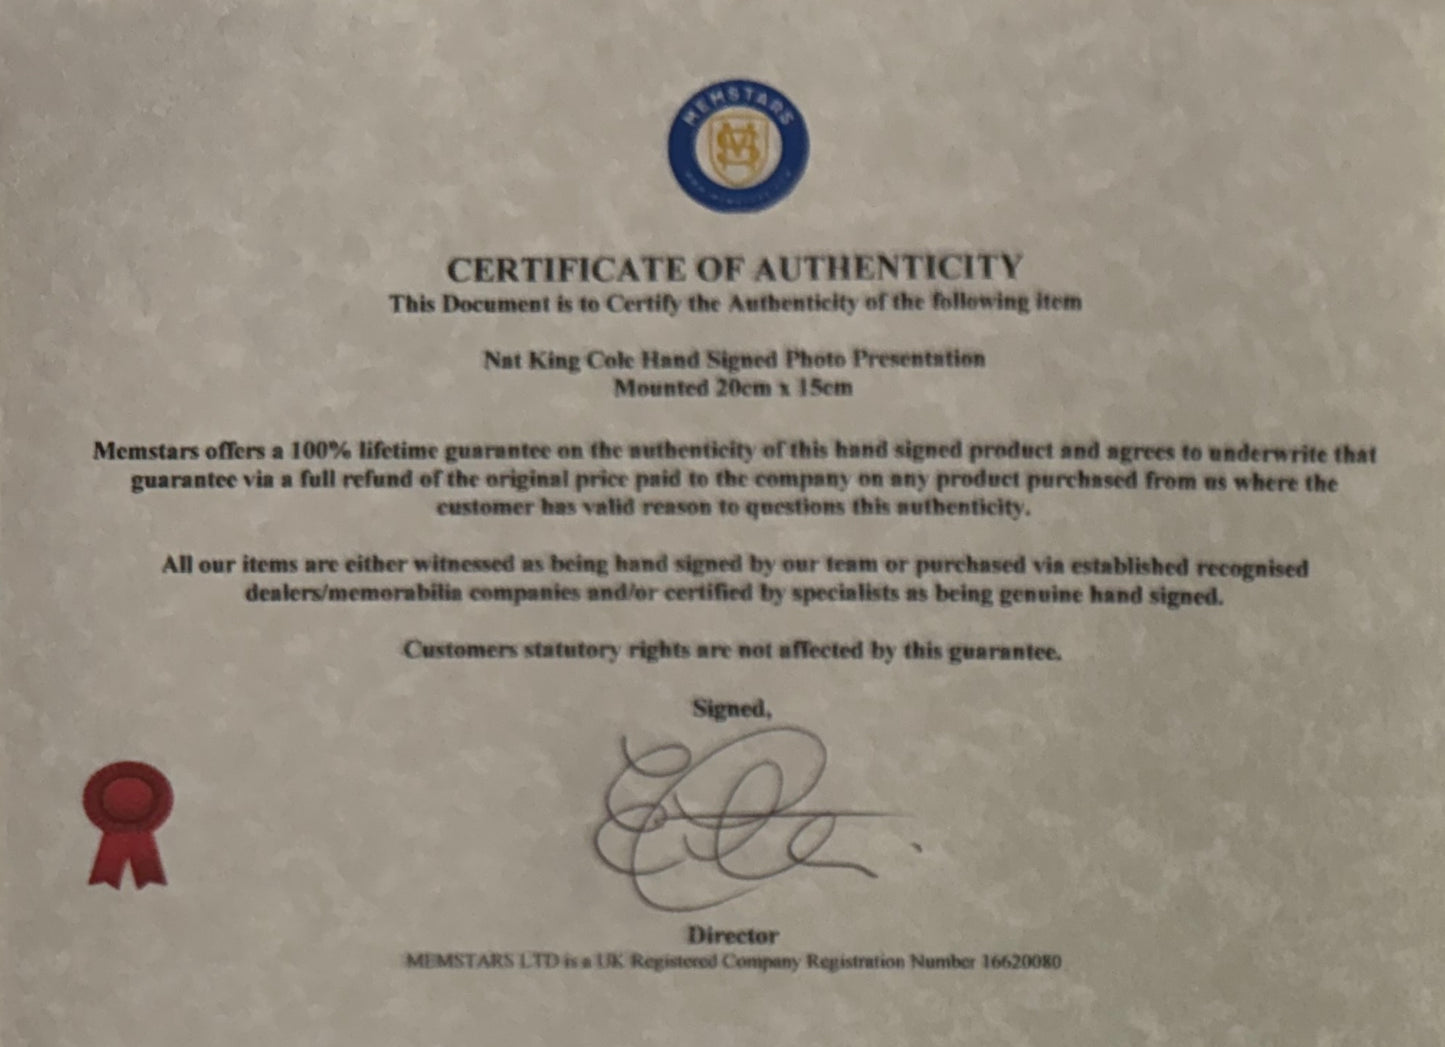 MEMSTARS
CERTIFICATE OF AUTHENTICITY
This Document is to Certify the Authenticity of the following item
Nat King Cole Hand Signed Photo Presentation
Mounted 20cm x 15cm
Memstars offers a 100% lifetime guarantee on the authenticity of this hand signed product and agrees to underwrite that
guarantee via a full refund of the original price paid to the company on any product purchased from us where the
customer has valid reason to questions this authenticity.
All our items are either witnessed as being hand signed by our team or purchased via established recognised
dealers/memorabilia companies and/or certified by specialists as being genuine hand signed.
Customers statutory rights are not affected by this guarantee.
Signed,
Director
MEMSTARS LTD is a UK Registered Company Registration Number 16620080